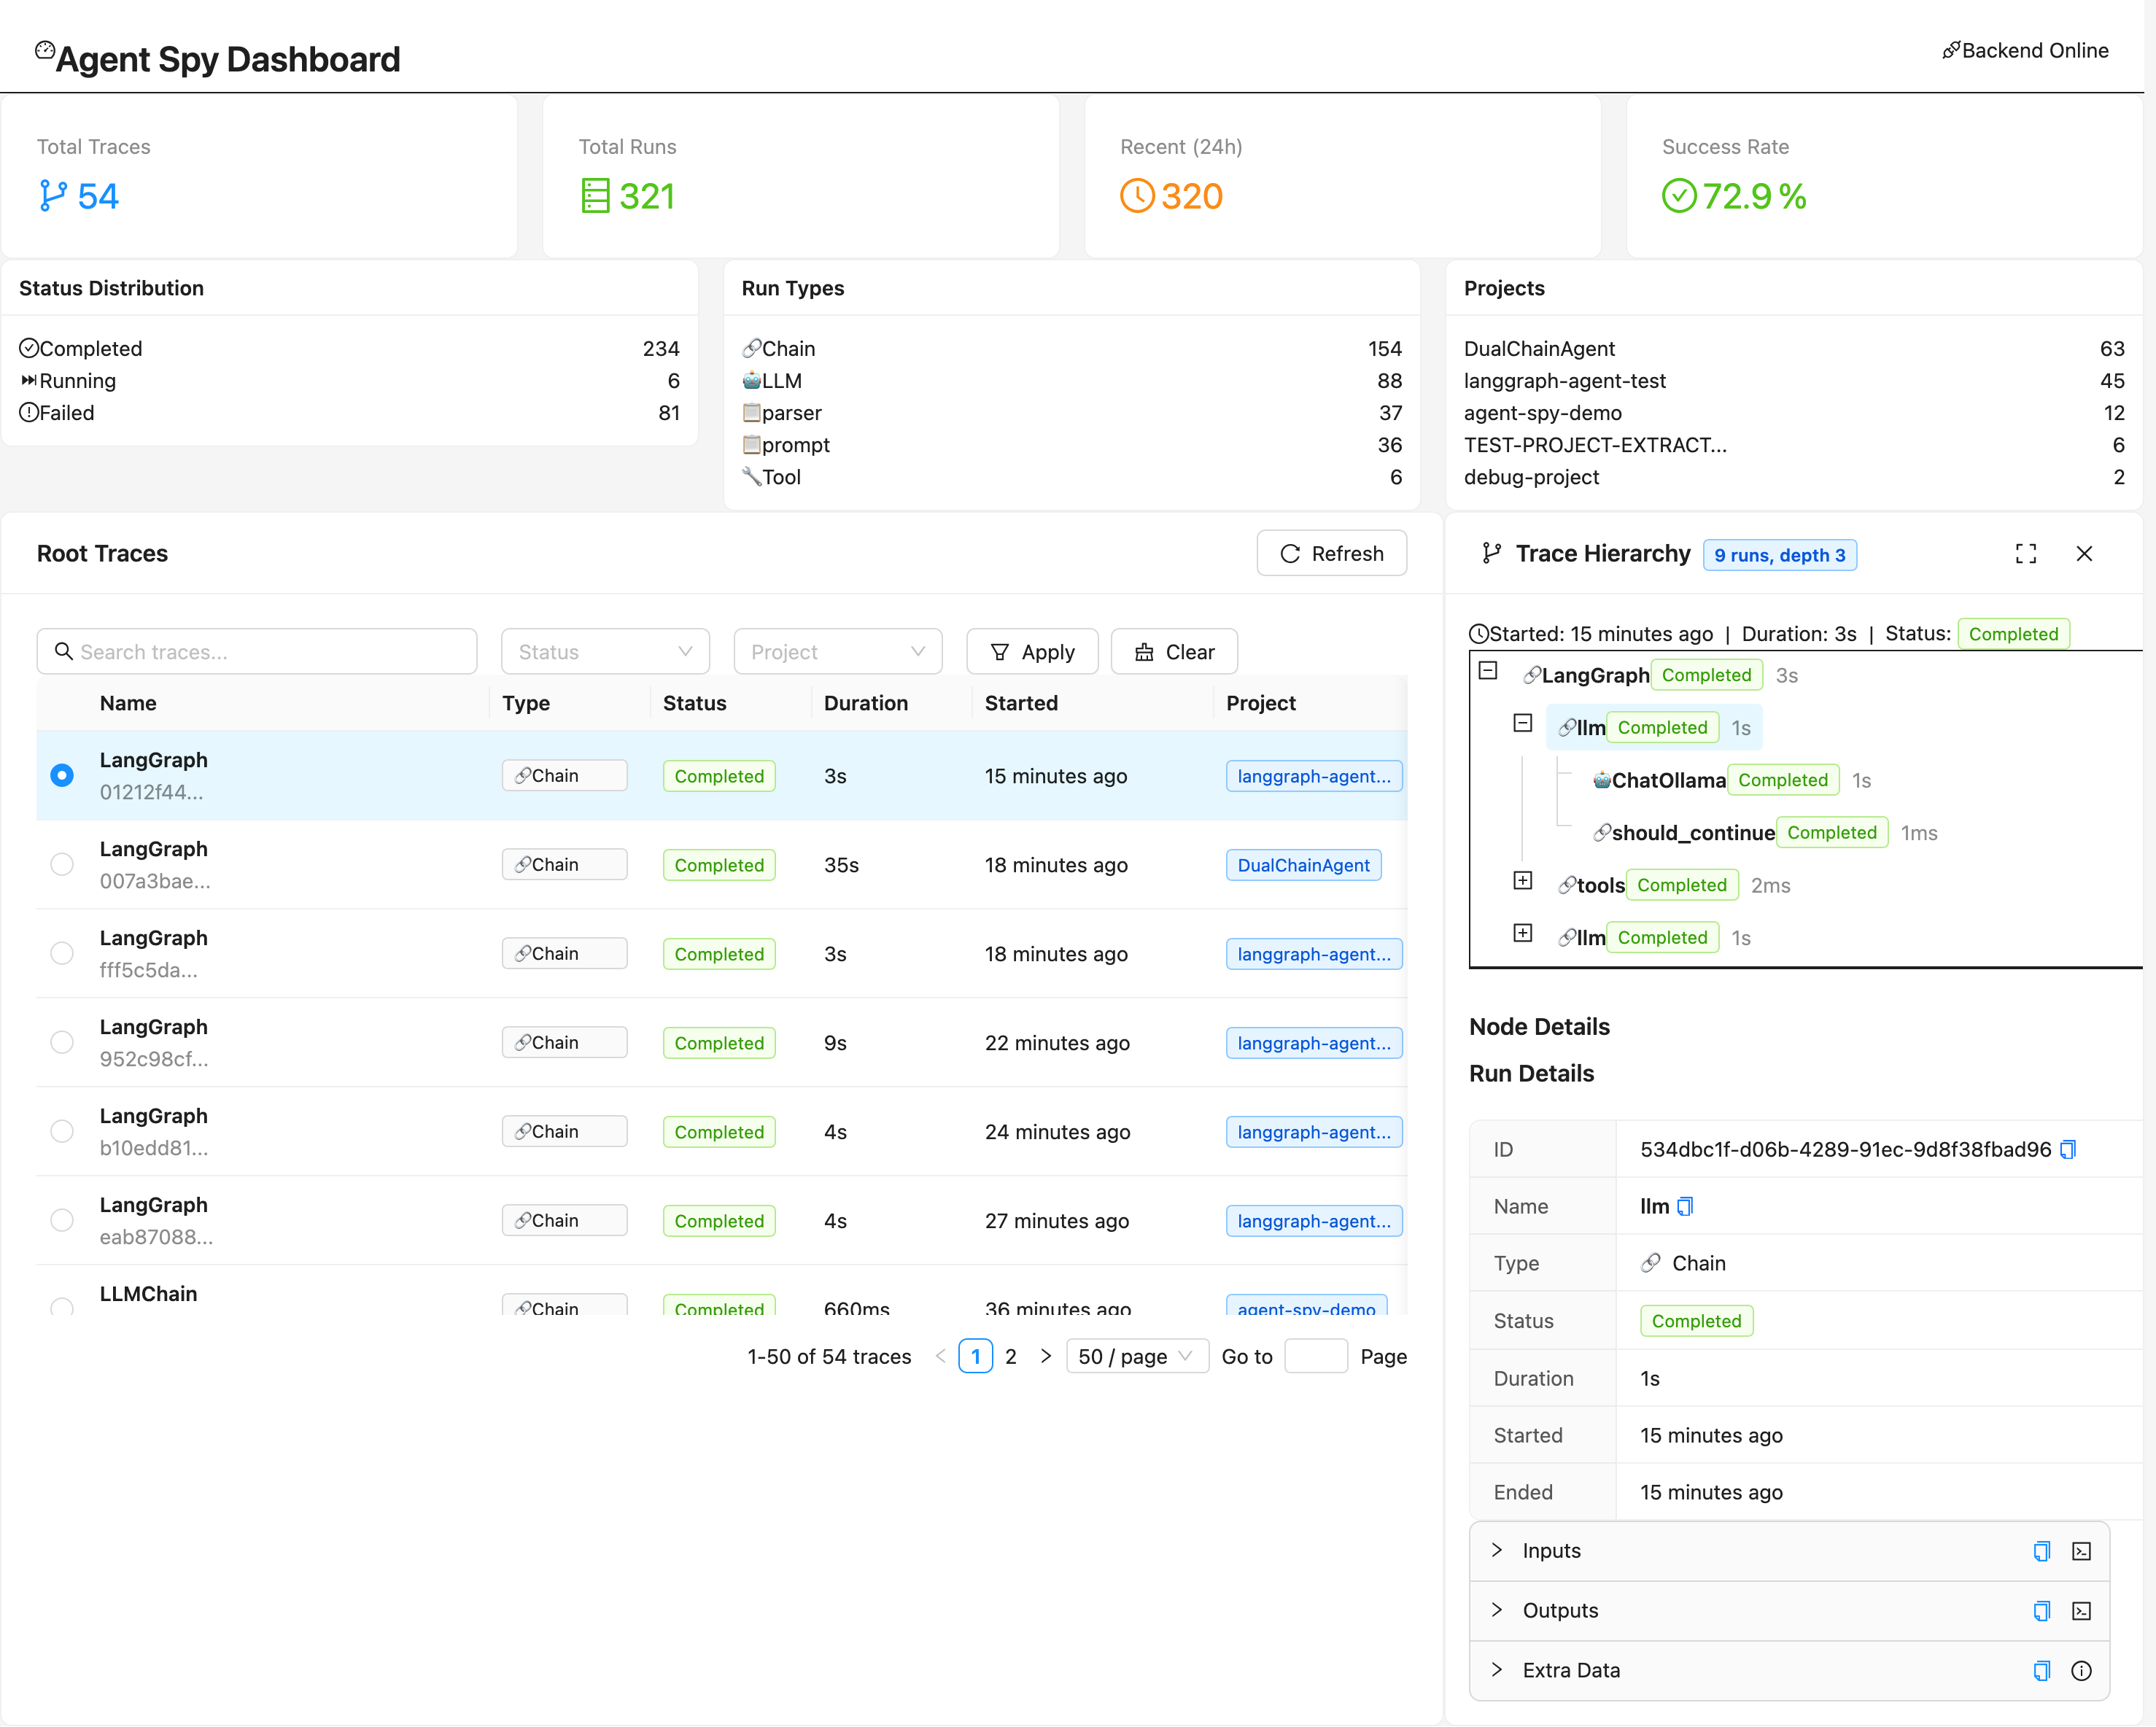 Agent Spy Dashboard
Backend Online
Total Traces
54
Total Runs
321
Recent (24h)
320
Success Rate
72.9 %
Status Distribution
Completed 234
Running 6
Failed 81
Run Types
Chain 154
LLM 88
parser 37
prompt 36
Tool 6
Projects
DualChainAgent 63
langgraph-agent-test 45
agent-spy-demo 12
TEST-PROJECT-EXTRACT... 6
debug-project 2
Root Traces
Refresh
Search traces...
Status
Project
Apply
Clear
Name Type Status Duration Started Project
LangGraph
01212f44...
Chain Completed 3s 15 minutes ago langgraph-agent...
LangGraph
007a3bae...
Chain Completed 35s 18 minutes ago DualChainAgent
LangGraph
fff5c5da...
Chain Completed 3s 18 minutes ago langgraph-agent...
LangGraph
952c98cf...
Chain Completed 9s 22 minutes ago langgraph-agent...
LangGraph
b10edd81...
Chain Completed 4s 24 minutes ago langgraph-agent...
LangGraph
eab87088...
Chain Completed 4s 27 minutes ago langgraph-agent...
LLMChain
Chain Completed 660ms 36 minutes ago agent-spy-demo
1-50 of 54 traces 1 2 50 / page Go to Page
Trace Hierarchy 9 runs, depth 3
Started: 15 minutes ago | Duration: 3s | Status: Completed
LangGraph Completed 3s
llm Completed 1s
ChatOllama Completed 1s
should_continue Completed 1ms
tools Completed 2ms
llm Completed 1s
Node Details
Run Details
ID 534dbc1f-d06b-4289-91ec-9d8f38fbad96
Name llm
Type Chain
Status Completed
Duration 1s
Started 15 minutes ago
Ended 15 minutes ago
Inputs
Outputs
Extra Data